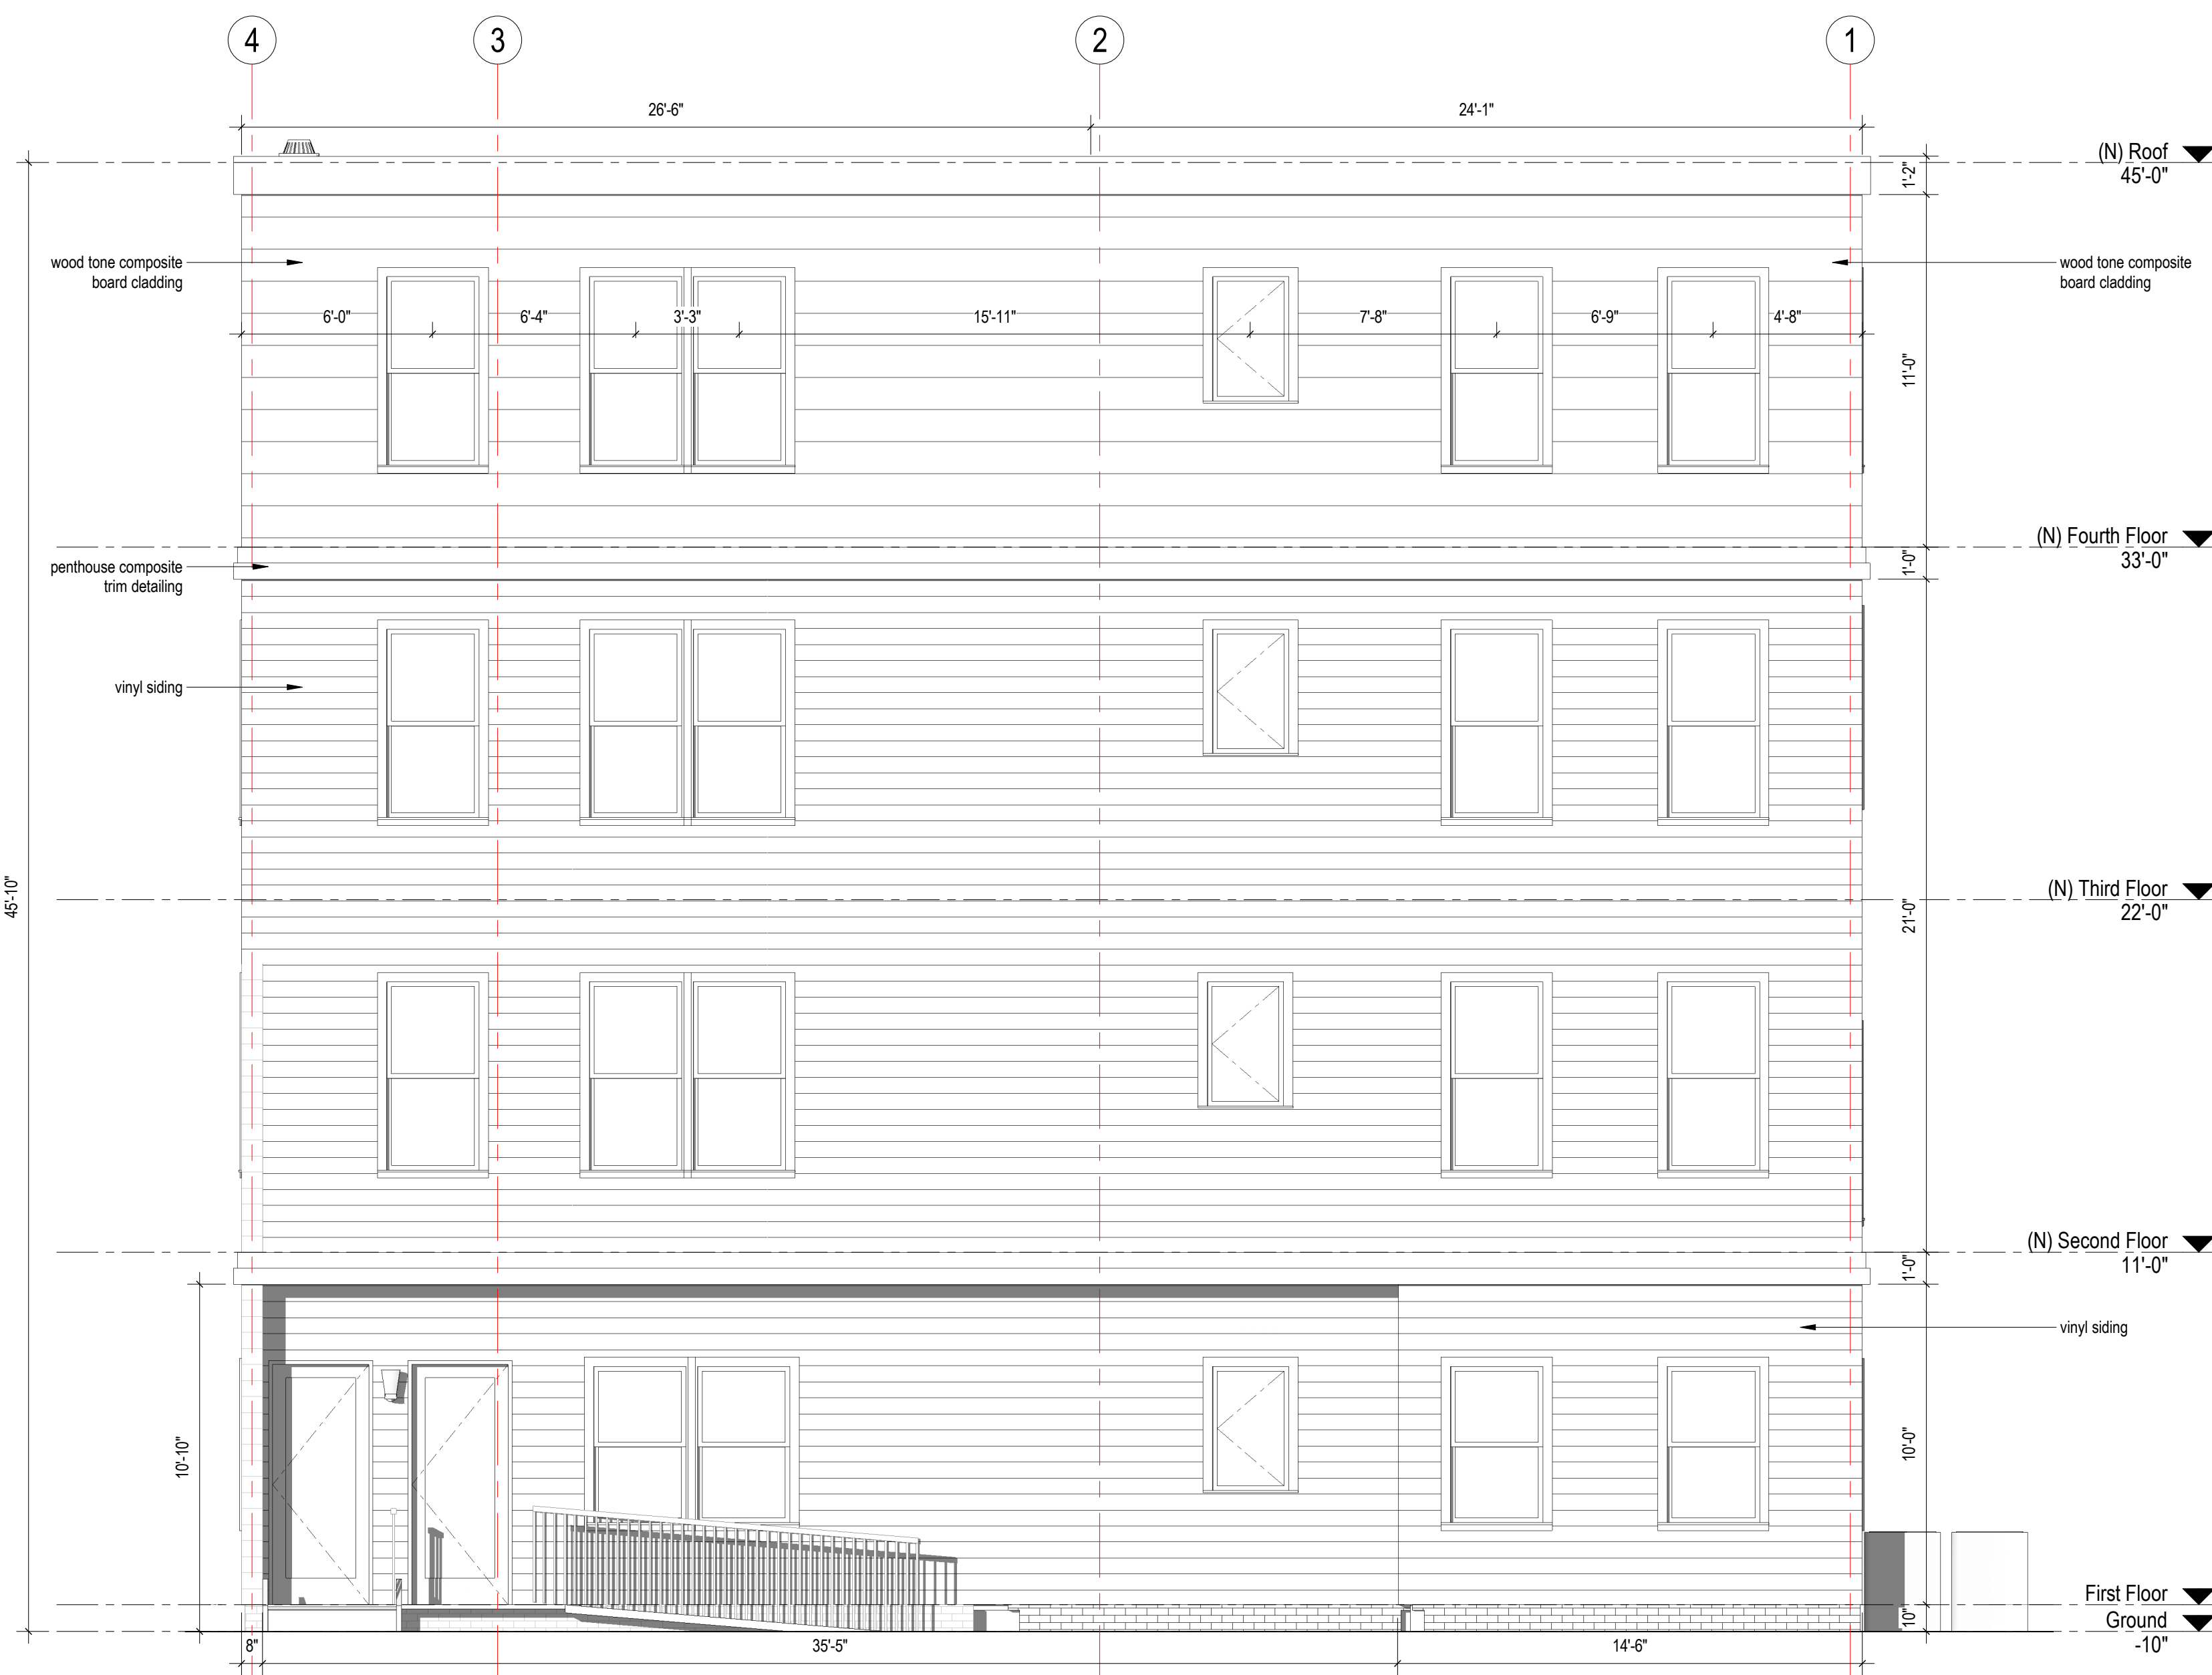 4
3
2
1
26'-6"
24'-1"
(N) Roof
45'-0"
1'-2"
wood tone composite
board cladding
wood tone composite
board cladding
6'-0"
6'-4"
3'-3"
15'-11"
7'-8"
6'-9"
4'-8"
11'-0"
(N) Fourth Floor
33'-0"
1'-0"
penthouse composite
trim detailing
vinyl siding
45'-10"
(N) Third Floor
22'-0"
21'-0"
(N) Second Floor
11'-0"
1'-0"
vinyl siding
10'-10"
10'-0"
First Floor
10"
Ground
-10"
8"
35'-5"
14'-6"